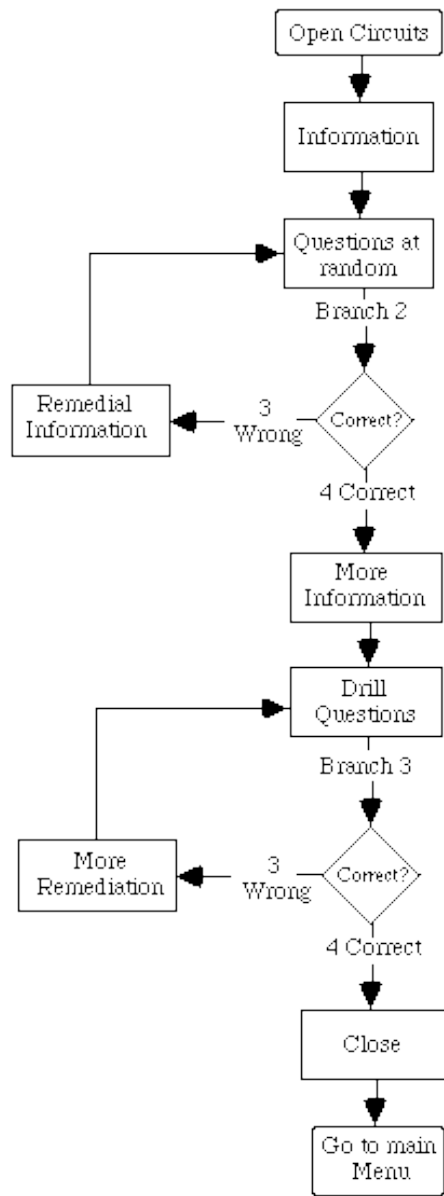 Open Circuits
Information
Questions at
random
Branch 2
Correct?
3
Wrong
Remedial
Information
4 Correct
More
Information
Drill
Questions
Branch 3
Correct?
3
Wrong
More
Remediation
4 Correct
Close
Go to main
Menu